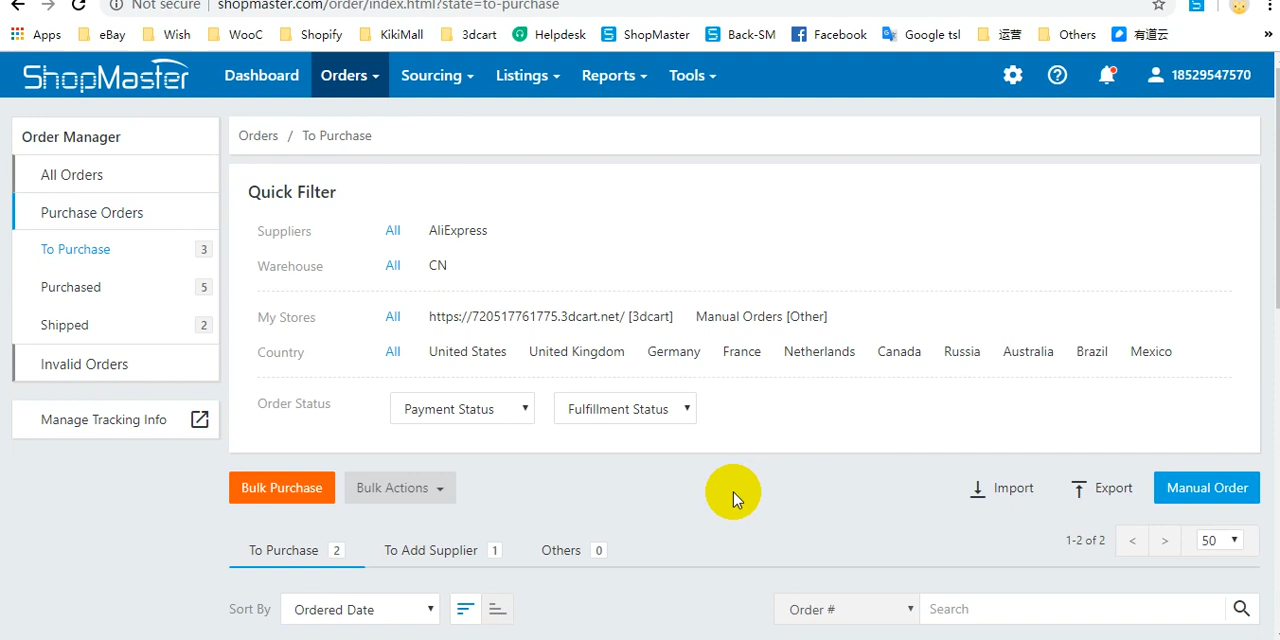 Not secure shopmaster.com/order/index.html?state=to-purchase
Apps eBay Wish WooC Shopify KikiMall 3dcart Helpdesk ShopMaster Back-SM Facebook Google tsl 运营 Others 有道云 »
ShopMaster Dashboard Orders Sourcing Listings Reports Tools 18529547570
Order Manager
All Orders
Purchase Orders
To Purchase 3
Purchased 5
Shipped 2
Invalid Orders
Manage Tracking Info
Orders / To Purchase
Quick Filter
Suppliers All AliExpress
Warehouse All CN
My Stores All https://720517761775.3dcart.net/ [3dcart] Manual Orders [Other]
Country All United States United Kingdom Germany France Netherlands Canada Russia Australia Brazil Mexico
Order Status Payment Status Fulfillment Status
Bulk Purchase Bulk Actions Import Export Manual Order
To Purchase 2 To Add Supplier 1 Others 0 1-2 of 2 < > 50
Sort By Ordered Date Order # Search